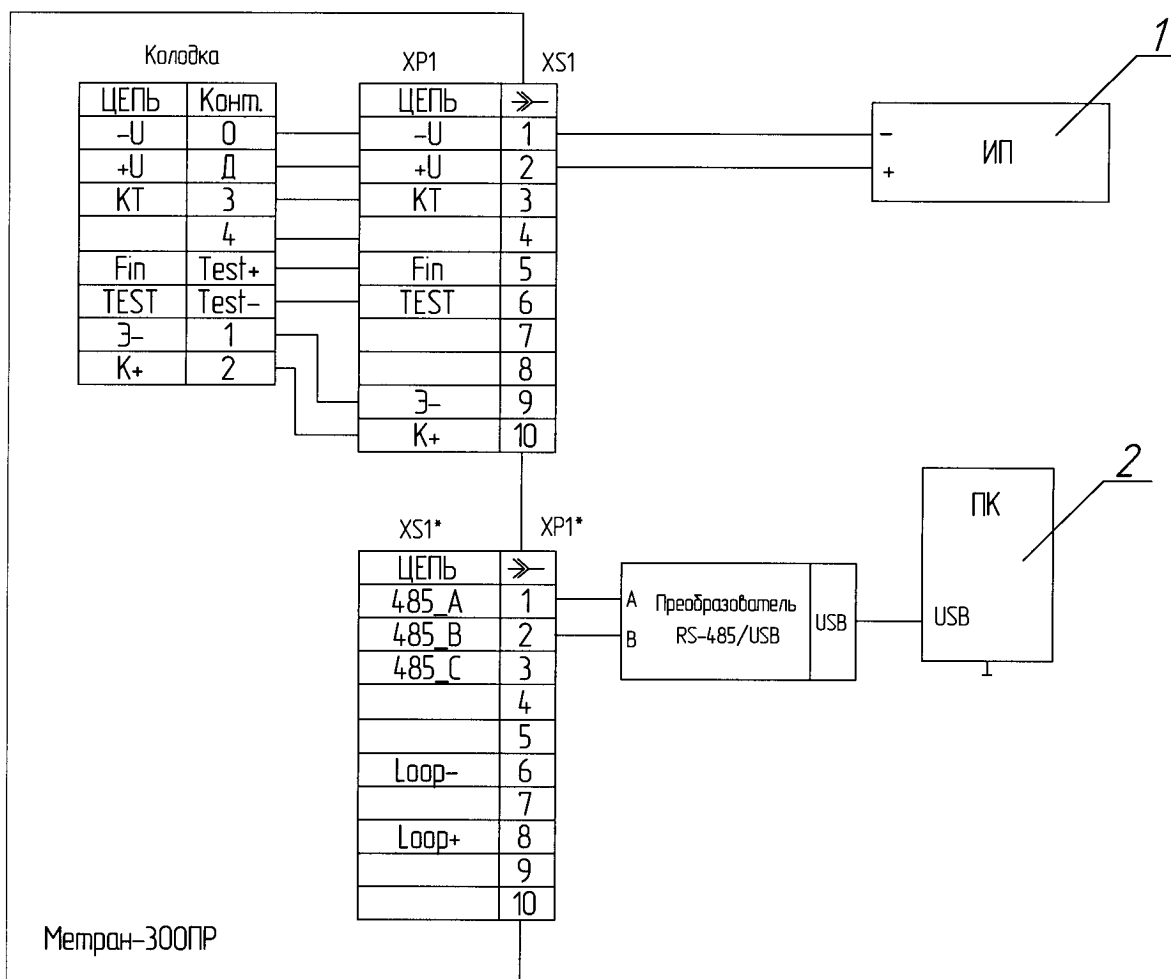 1
Колодка XP1 XS1
ЦЕПЬ Конт. ЦЕПЬ
-U 0 -U 1 - ИП
+U Д +U 2 +
КТ 3 КТ 3
4 4
Fin Test+ Fin 5
TEST Test- TEST 6
Э- 1 7
К+ 2 8
Э- 9
К+ 10
2
ПК
XS1* XP1*
ЦЕПЬ
485_A 1 A Преобразователь USB USB
485_B 2 B RS-485/USB
485_C 3
4
5
Loop- 6
7
Loop+ 8
9
10
Метран-300ПР